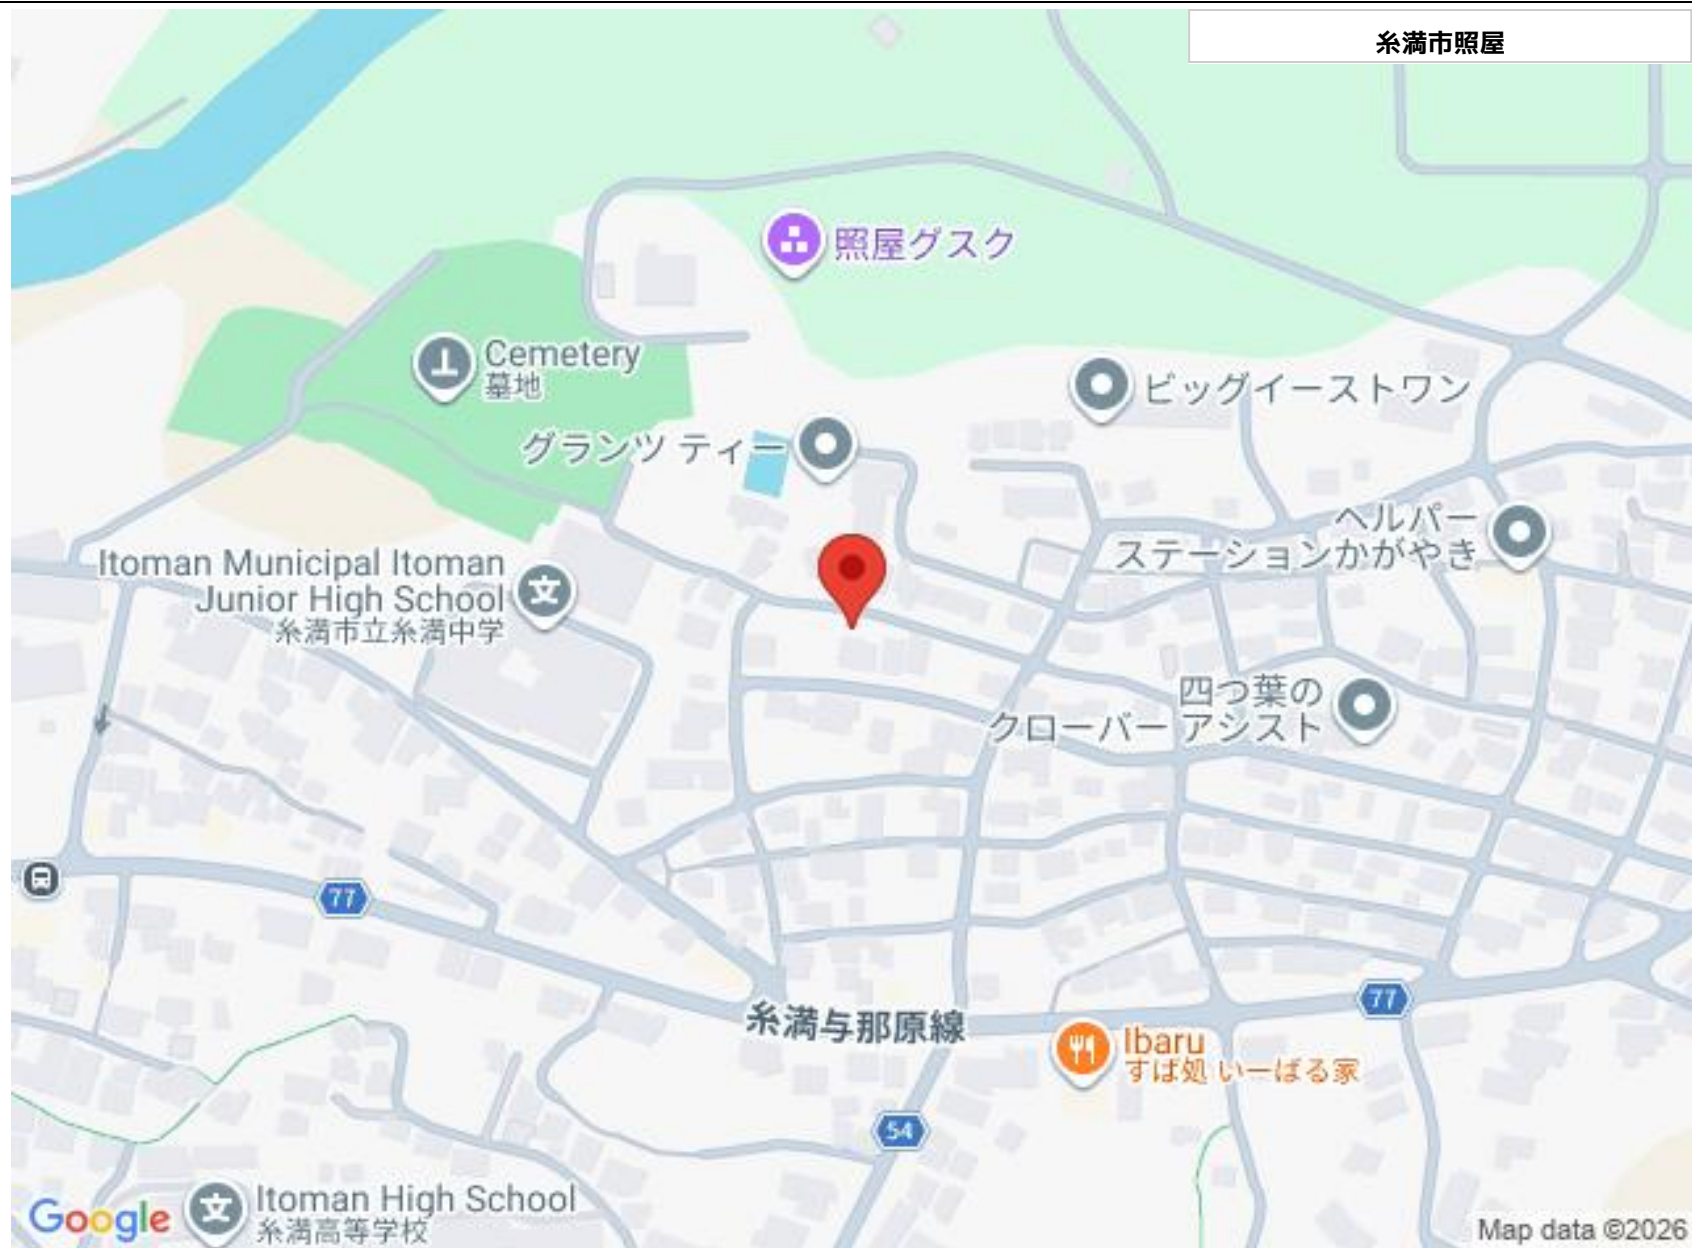 糸満市照屋
照屋グスク
Cemetery
墓地
ビッグイーストワン
グランツ ティー
ヘルパー
ステーションかがやき
Itoman Municipal Itoman
Junior High School
糸満市立糸満中学
四つ葉の
クローバー アシスト
77
77
糸満与那原線
Ibaru
すば処 いーばる家
54
Itoman High School
糸満高等学校
Google
Map data ©2026